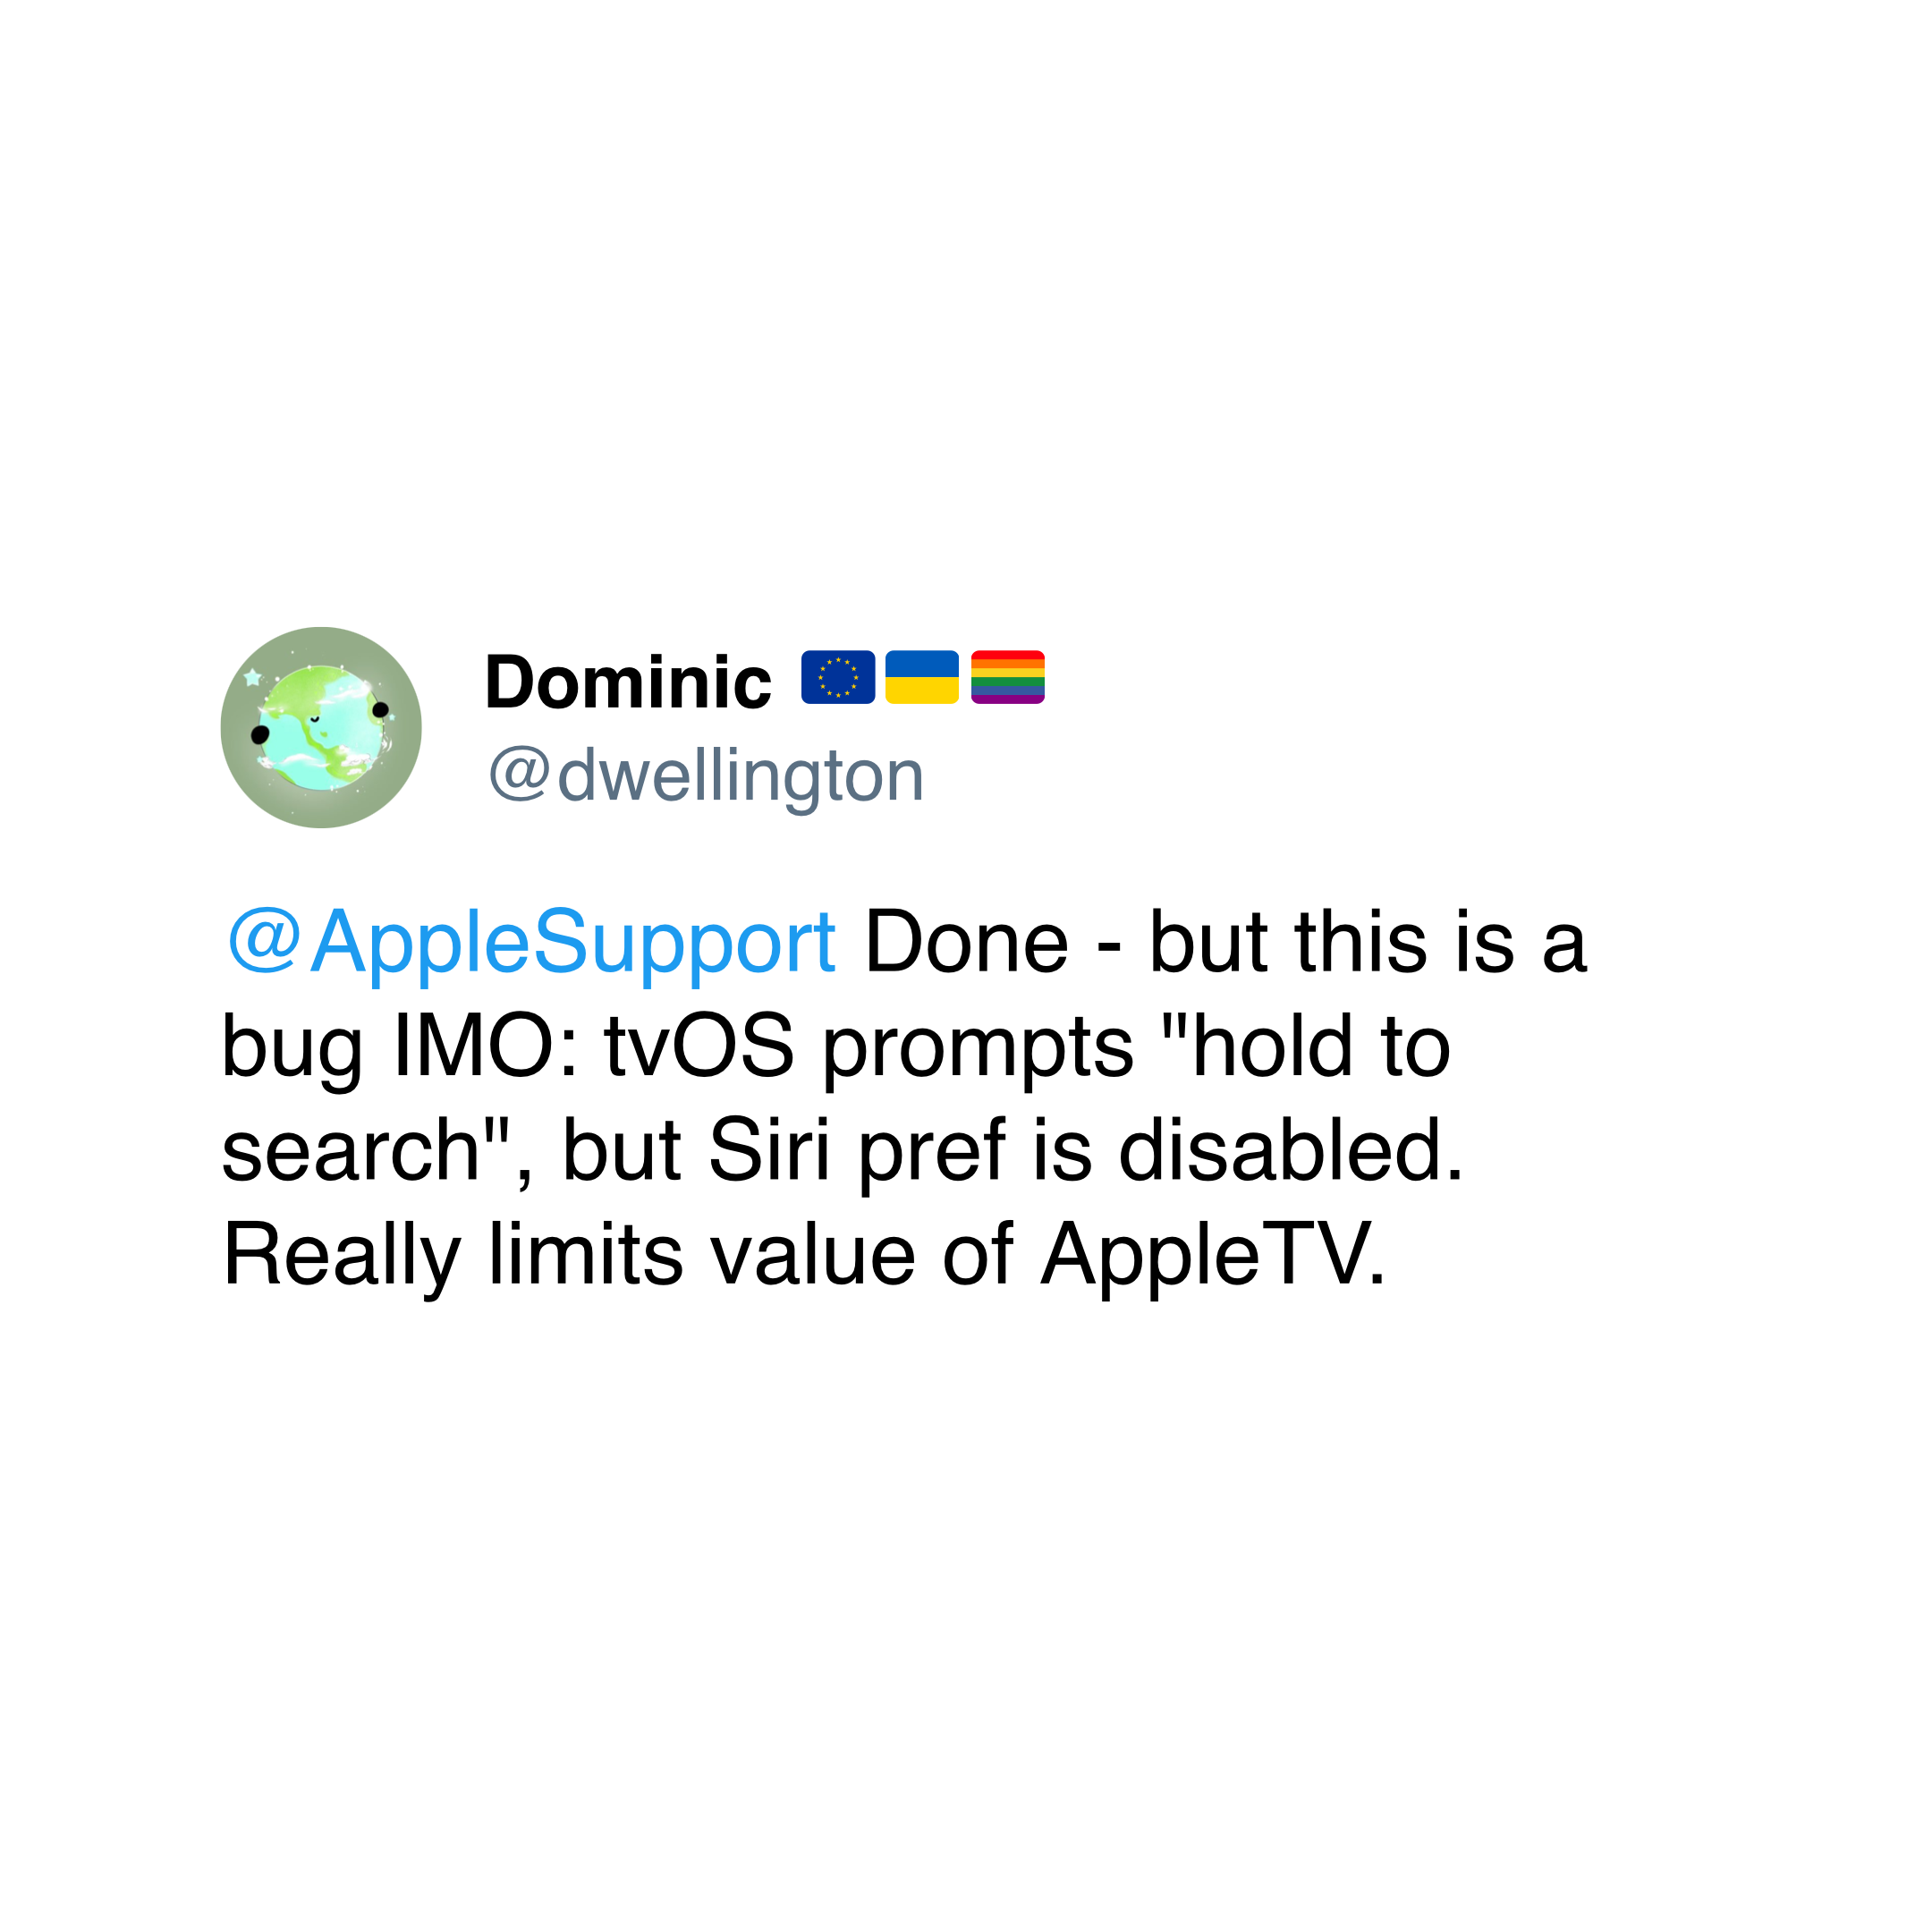 Dominic 🇪🇺🇺🇦🏳️‍🌈
@dwellington
@AppleSupport Done - but this is a
bug IMO: tvOS prompts "hold to
search", but Siri pref is disabled.
Really limits value of AppleTV.